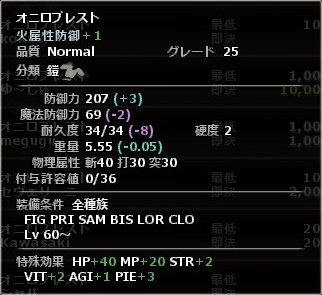 オニロブレスト
火属性防御+1
品質 Normal グレード 25
分類 鎧
防御力 207 (+3)
魔法防御力 69 (-2)
耐久度 34/34 (-8) 硬度 2
重量 5.55 (-0.05)
物理属性 斬40 打30 突30
付与許容値 0/36
装備条件 全種族
FIG PRI SAM BIS LOR CLO
Lv 60~
特殊効果 HP+40 MP+20 STR+2
VIT+2 AGI+1 PIE+3